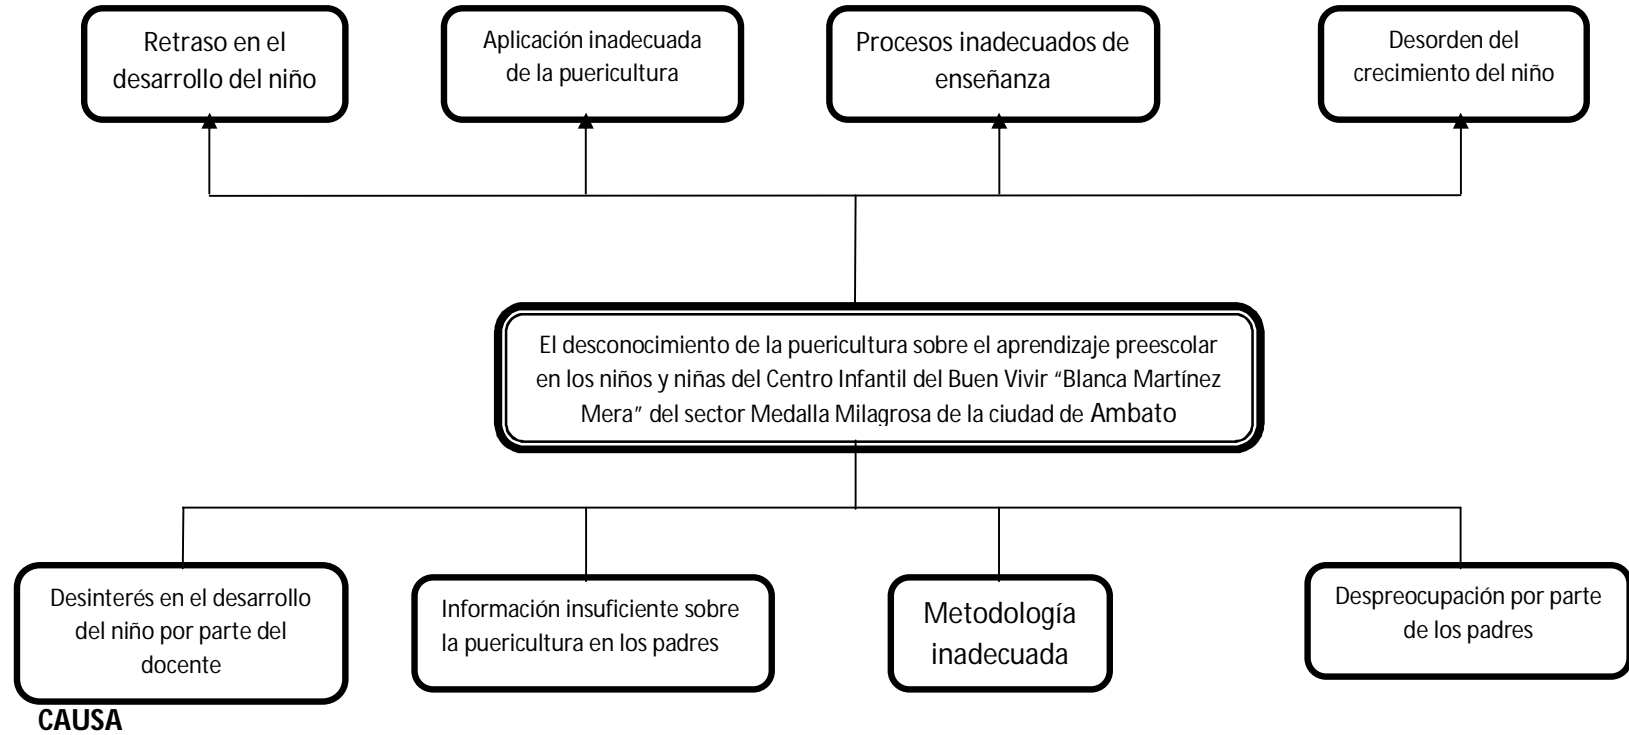 Retraso en el
desarrollo del niño
Aplicación inadecuada
de la puericultura
Procesos inadecuados de
enseñanza
Desorden del
crecimiento del niño
El desconocimiento de la puericultura sobre el aprendizaje preescolar
en los niños y niñas del Centro Infantil del Buen Vivir “Blanca Martínez
Mera” del sector Medalla Milagrosa de la ciudad de Ambato
Desinterés en el desarrollo
del niño por parte del
docente
Información insuficiente sobre
la puericultura en los padres
Metodología
inadecuada
Despreocupación por parte
de los padres
CAUSA